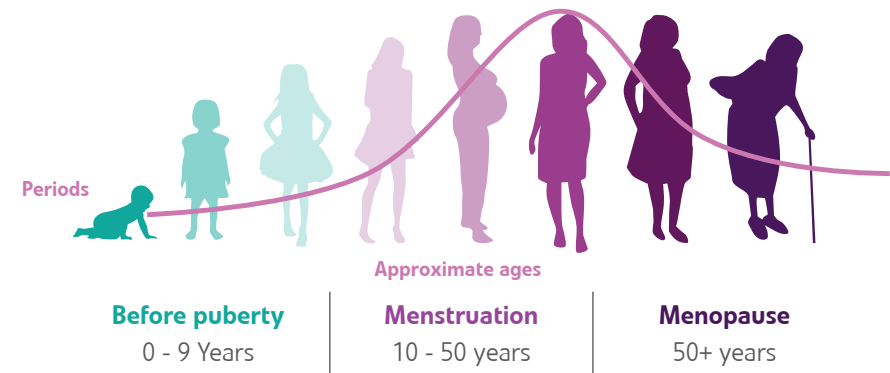 Periods
Approximate ages
Before puberty
0 - 9 Years
Menstruation
10 - 50 years
Menopause
50+ years